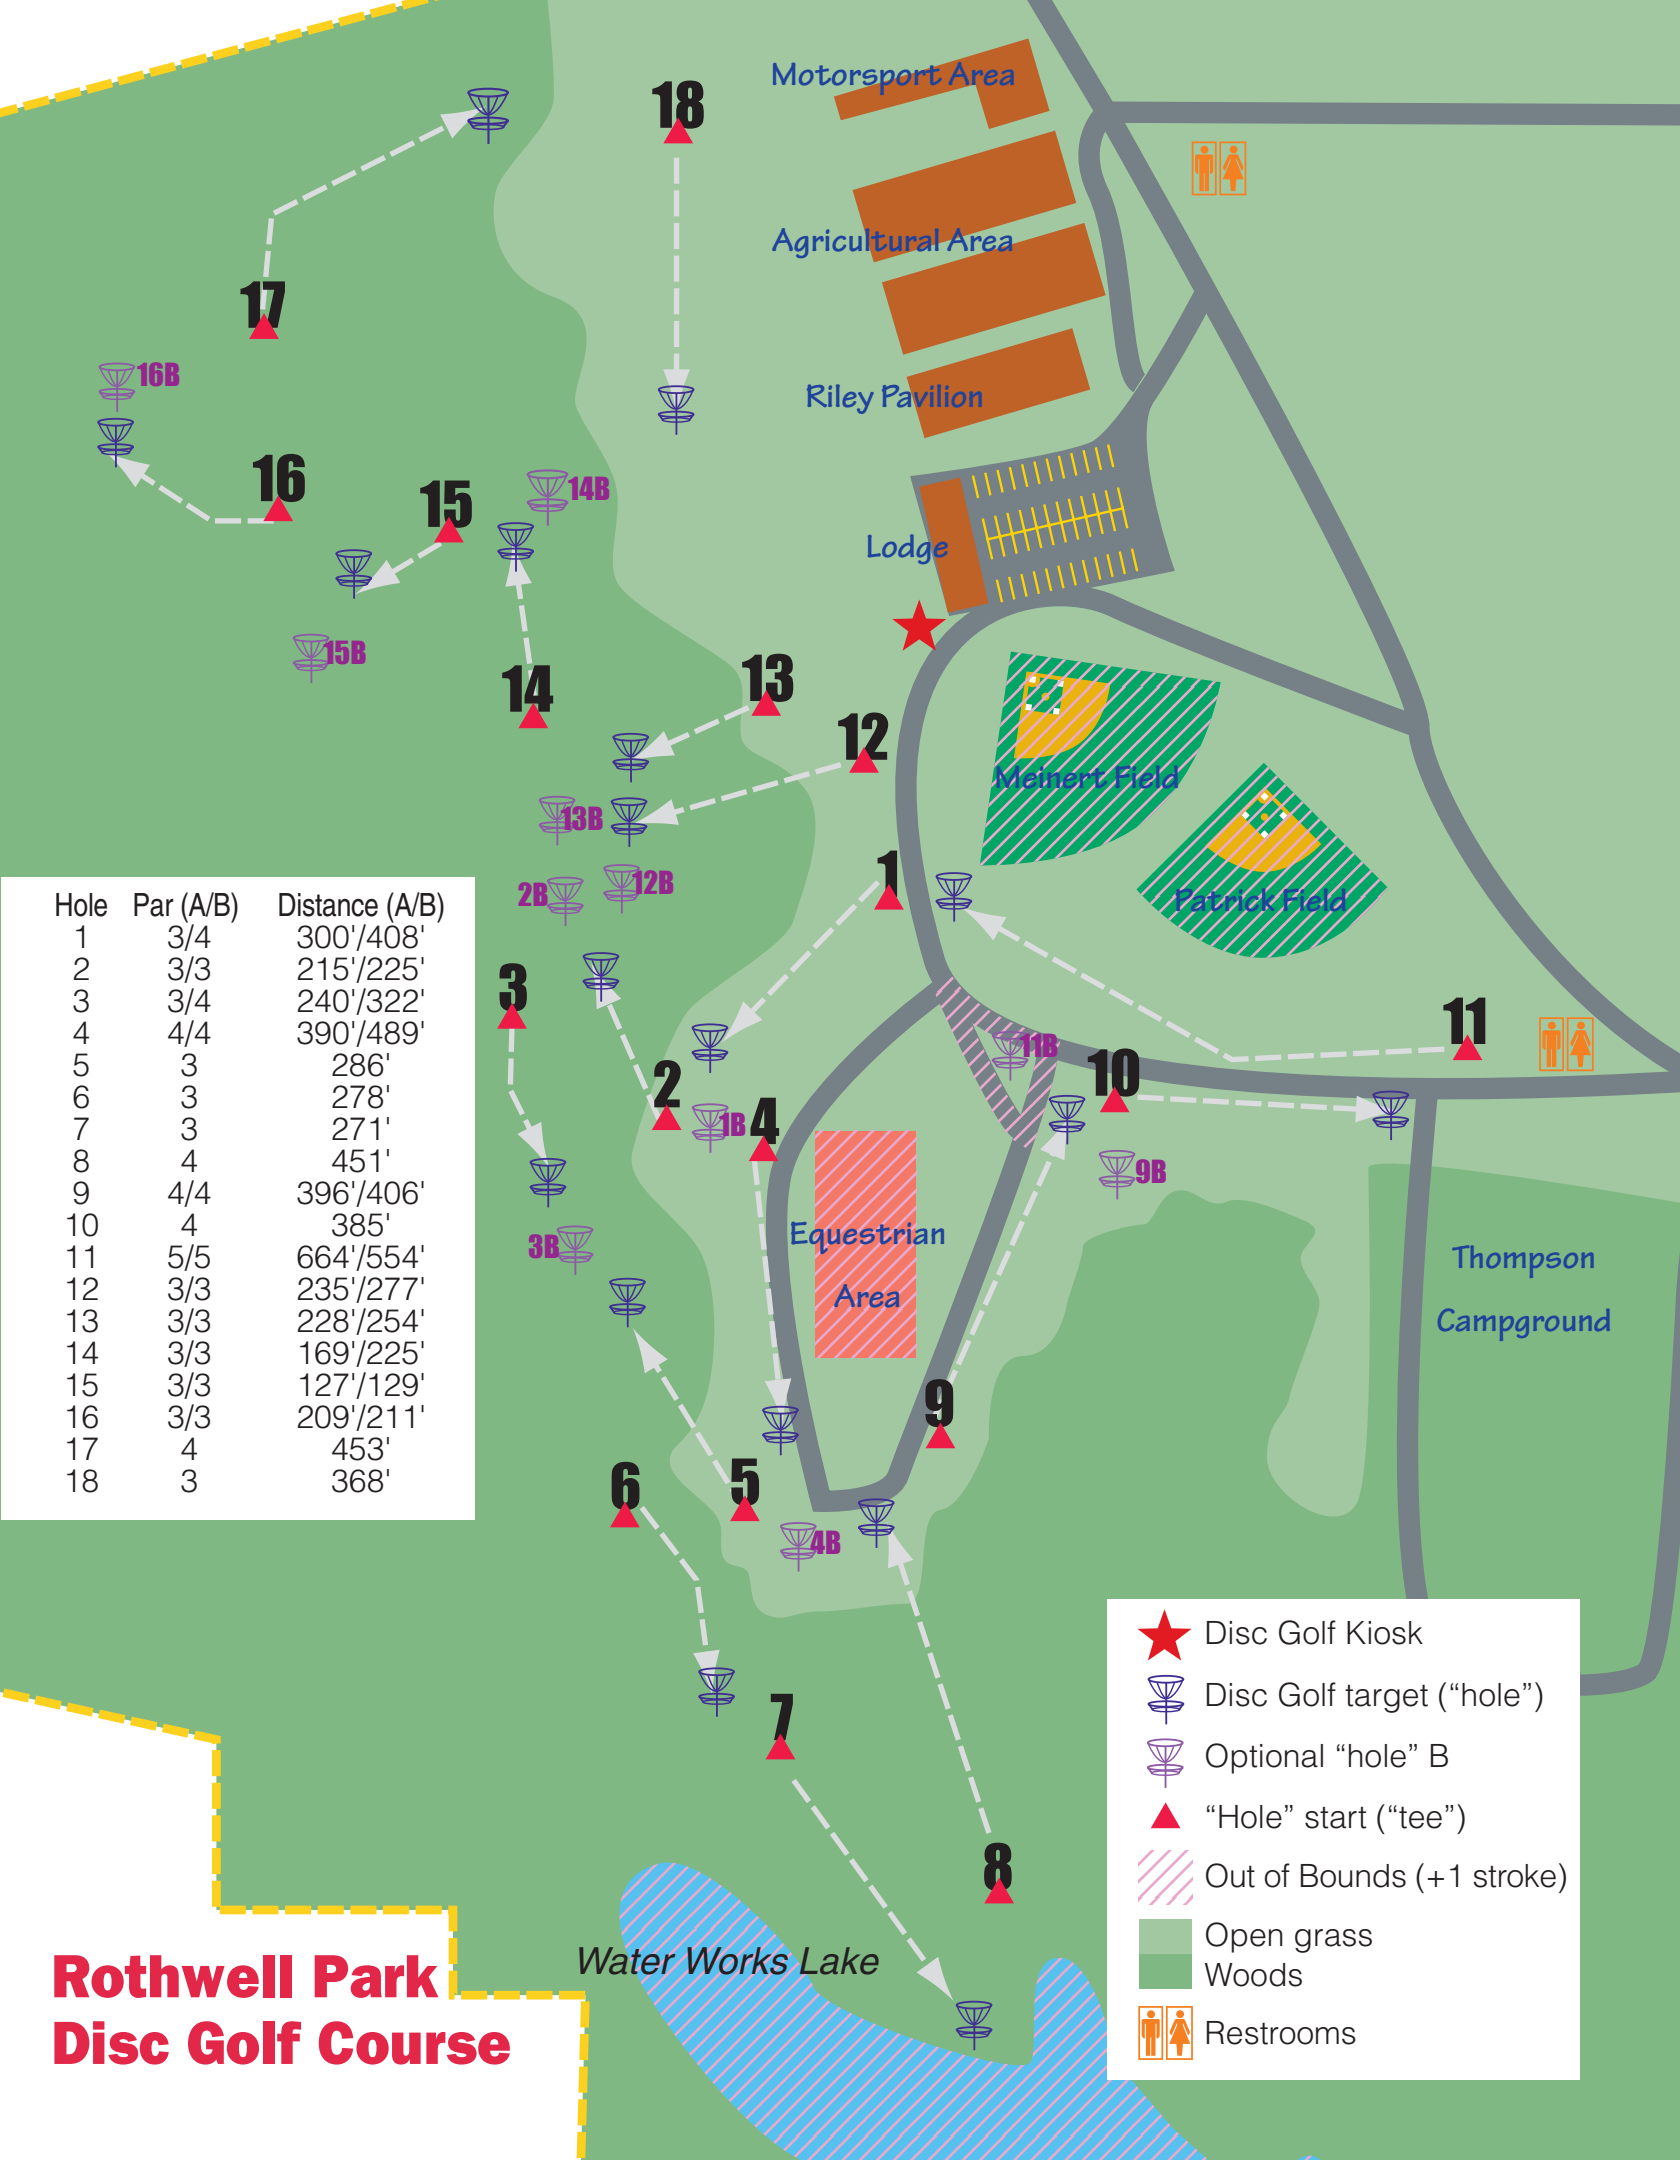 Motorsport Area
18
Agricultural Area
17
16B
Riley Pavilion
16
15
14B
Lodge
15B
14
13
12
Meinert Field
13B
1
2B
12B
Patrick Field
Hole Par (A/B) Distance (A/B)
1 3/4 300'/408'
2 3/3 215'/225'
3 3/4 240'/322'
4 4/4 390'/489'
5 3 286'
6 3 278'
7 3 271'
8 4 451'
9 4/4 396'/406'
10 4 385'
11 5/5 664'/554'
12 3/3 235'/277'
13 3/3 228'/254'
14 3/3 169'/225'
15 3/3 127'/129'
16 3/3 209'/211'
17 4 453'
18 3 368'
3
11
11B
10
2
1B
4
9B
3B
Equestrian
Area
Thompson
Campground
9
6
5
4B
7
8
Water Works Lake
Disc Golf Kiosk
Disc Golf target (“hole”)
Optional “hole” B
“Hole” start (“tee”)
Out of Bounds (+1 stroke)
Open grass
Woods
Restrooms
Rothwell Park
Disc Golf Course